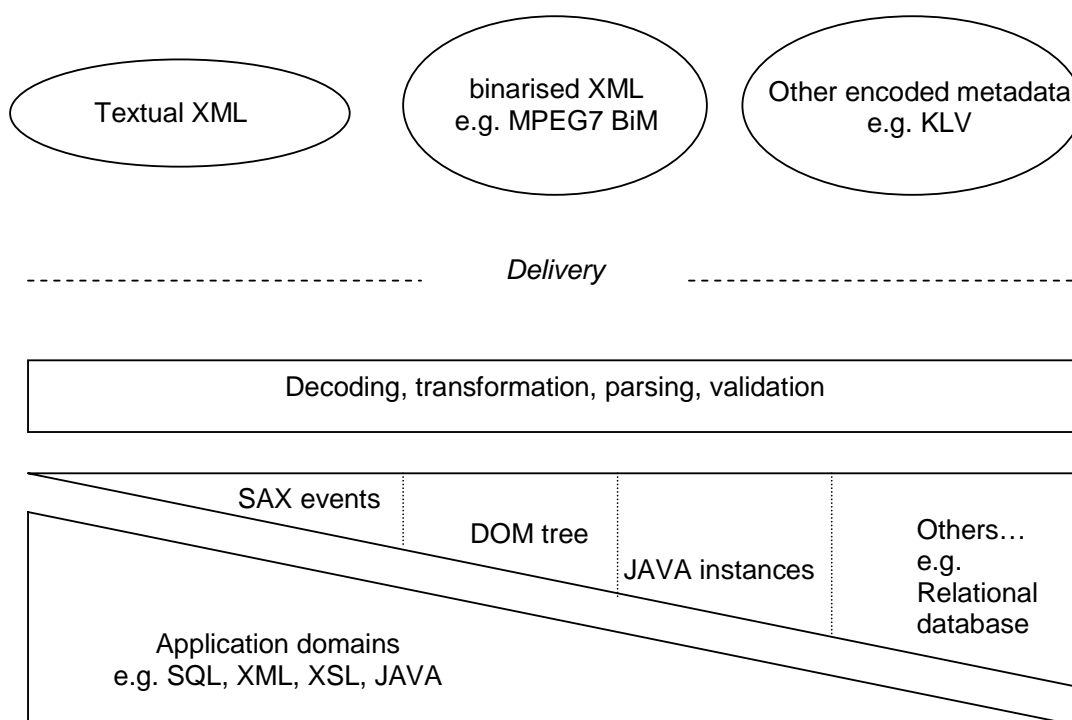 Textual XML
binarised XML
e.g. MPEG7 BiM
Other encoded metadata
e.g. KLV
Delivery
Decoding, transformation, parsing, validation
SAX events
DOM tree
JAVA instances
Others…
e.g.
Relational
database
Application domains
e.g. SQL, XML, XSL, JAVA